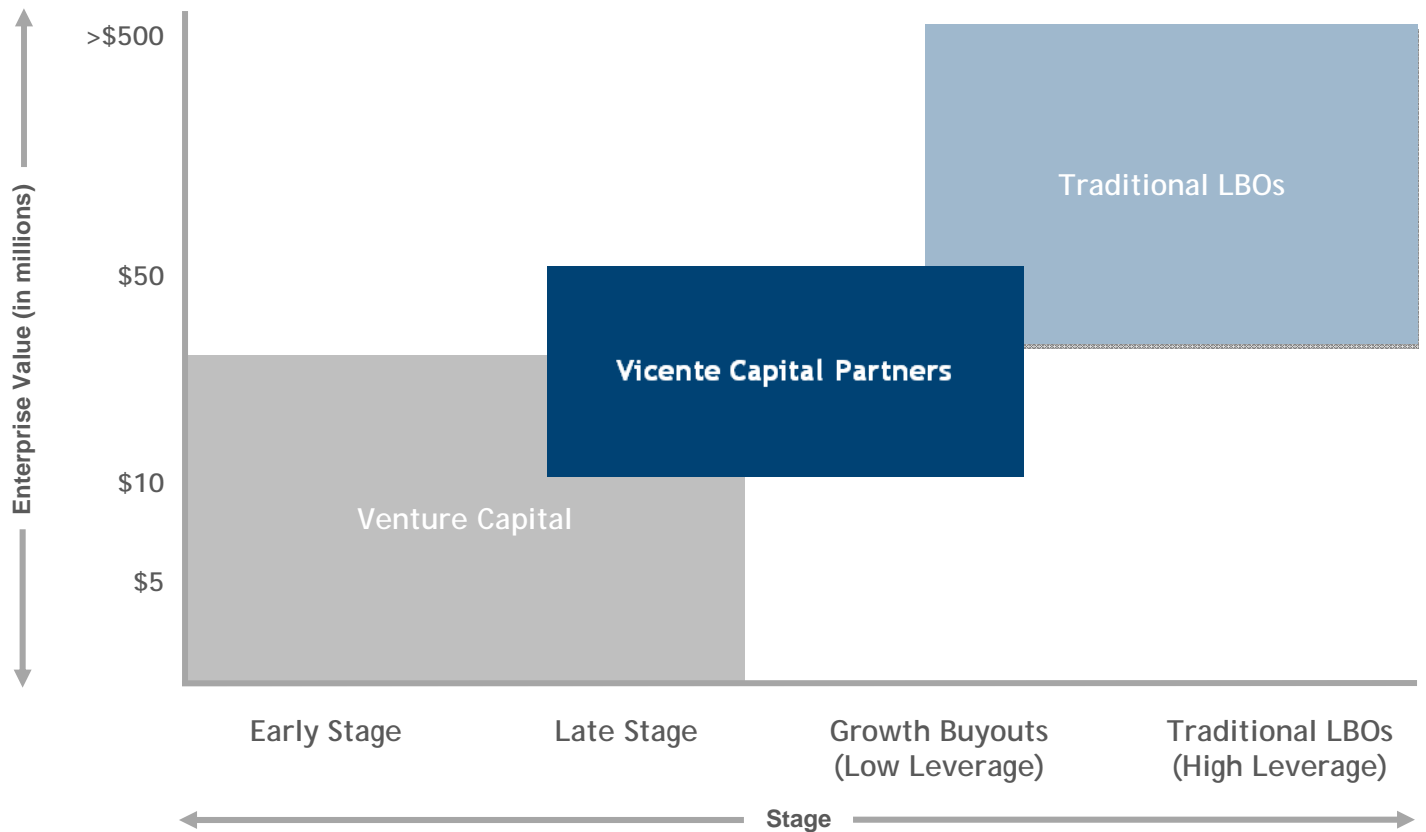 >$500
Traditional LBOs
Enterprise Value (in millions)
$50
Vicente Capital Partners
$10
Venture Capital
$5
Early Stage
Late Stage
Growth Buyouts
(Low Leverage)
Traditional LBOs
(High Leverage)
Stage